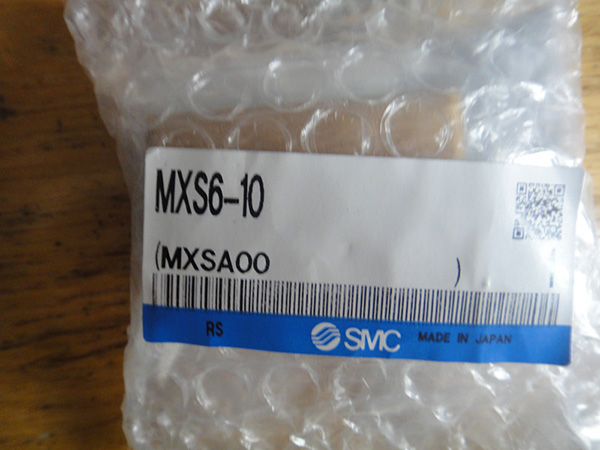 MXS6-10
(MXSA00 )
RS SMC MADE IN JAPAN